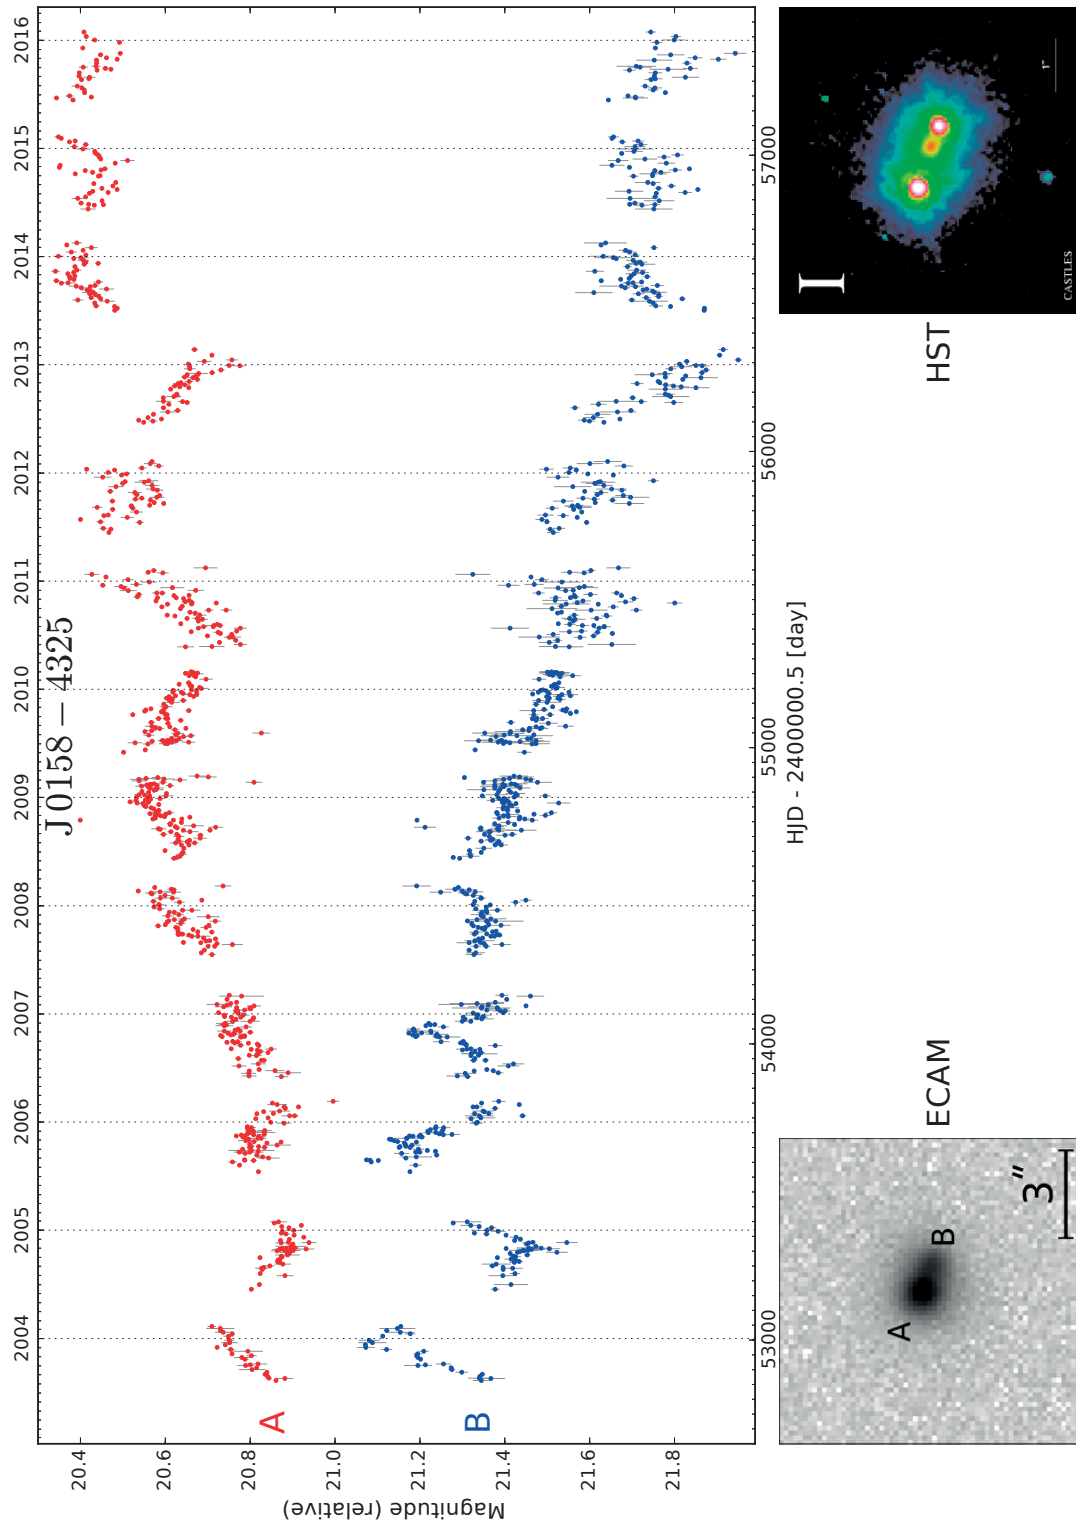 2004 2005 2006 2007 2008 2009 2010 2011 2012 2013 2014 2015 2016
J0158−4325
20.4
20.6
20.8
21.0
21.2
21.4
21.6
21.8
Magnitude (relative)
A
B
53000 54000 55000 56000 57000
HJD - 2400000.5 [day]
A
B
3"
ECAM
HST
I
1"
CASTLES